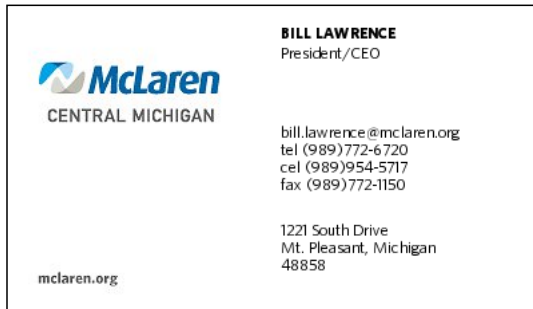 McLaren
CENTRAL MICHIGAN
mclaren.org
BILL LAWRENCE
President/CEO
bill.lawrence@mclaren.org
tel (989)772-6720
cel (989)954-5717
fax (989)772-1150
1221 South Drive
Mt. Pleasant, Michigan
48858